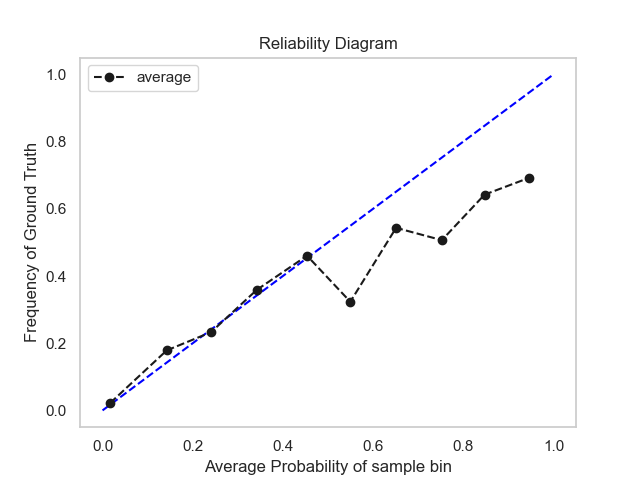 Reliability Diagram
average
Frequency of Ground Truth
1.0
0.8
0.6
0.4
0.2
0.0
0.0 0.2 0.4 0.6 0.8 1.0
Average Probability of sample bin